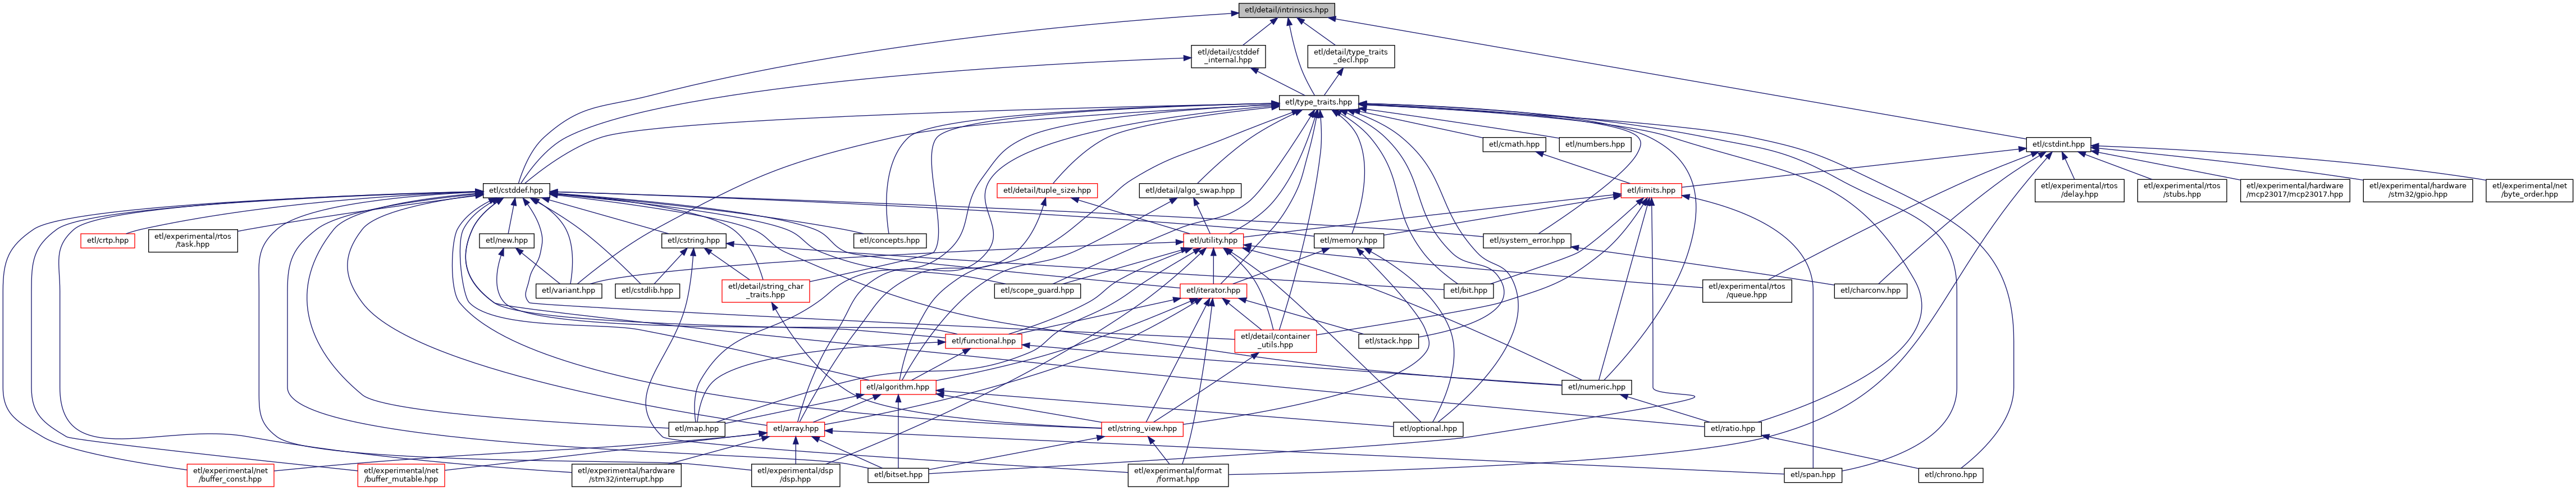 etl/detail/intrinsics.hpp
etl/detail/cstddef
_internal.hpp
etl/detail/type_traits
_decl.hpp
etl/type_traits.hpp
etl/cmath.hpp
etl/numbers.hpp
etl/cstdint.hpp
etl/cstddef.hpp
etl/detail/tuple_size.hpp
etl/detail/algo_swap.hpp
etl/limits.hpp
etl/experimental/rtos
/delay.hpp
etl/experimental/rtos
/stubs.hpp
etl/experimental/hardware
/mcp23017/mcp23017.hpp
etl/experimental/hardware
/stm32/gpio.hpp
etl/experimental/net
/byte_order.hpp
etl/crtp.hpp
etl/experimental/rtos
/task.hpp
etl/new.hpp
etl/cstring.hpp
etl/concepts.hpp
etl/utility.hpp
etl/memory.hpp
etl/system_error.hpp
etl/variant.hpp
etl/cstdlib.hpp
etl/detail/string_char
_traits.hpp
etl/scope_guard.hpp
etl/iterator.hpp
etl/bit.hpp
etl/experimental/rtos
/queue.hpp
etl/charconv.hpp
etl/functional.hpp
etl/detail/container
_utils.hpp
etl/stack.hpp
etl/algorithm.hpp
etl/numeric.hpp
etl/map.hpp
etl/array.hpp
etl/string_view.hpp
etl/optional.hpp
etl/ratio.hpp
etl/experimental/net
/buffer_const.hpp
etl/experimental/net
/buffer_mutable.hpp
etl/experimental/hardware
/stm32/interrupt.hpp
etl/experimental/dsp
/dsp.hpp
etl/bitset.hpp
etl/experimental/format
/format.hpp
etl/span.hpp
etl/chrono.hpp